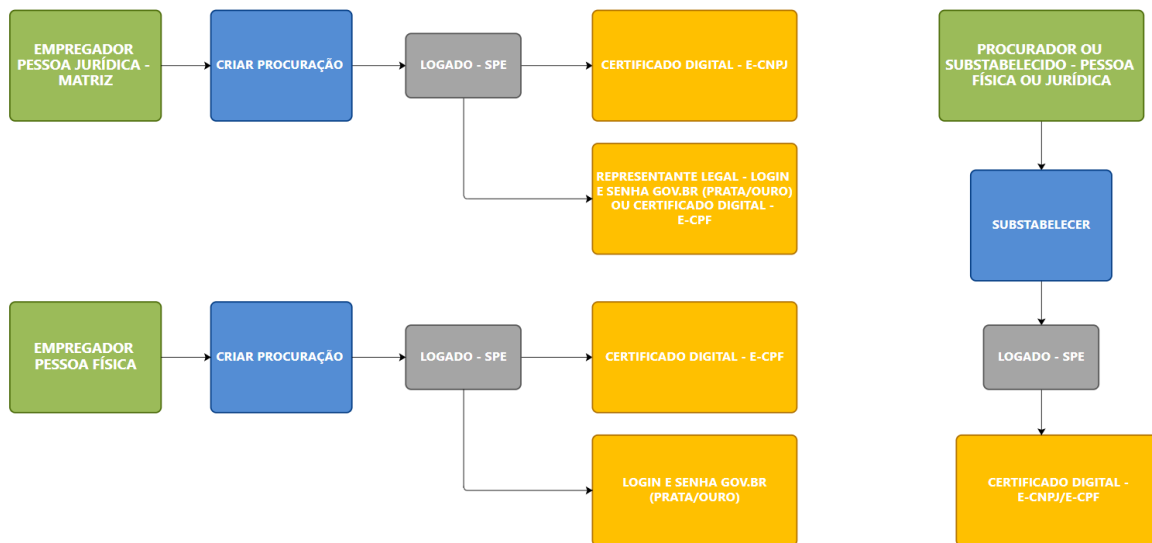 EMPREGADOR
PESSOA JURÍDICA -
MATRIZ
CRIAR PROCURAÇÃO
LOGADO - SPE
CERTIFICADO DIGITAL - E-CNPJ
REPRESENTANTE LEGAL - LOGIN
E SENHA GOV.BR (PRATA/OURO)
OU CERTIFICADO DIGITAL -
E-CPF
EMPREGADOR
PESSOA FÍSICA
CRIAR PROCURAÇÃO
LOGADO - SPE
CERTIFICADO DIGITAL - E-CPF
LOGIN E SENHA GOV.BR
(PRATA/OURO)
PROCURADOR OU
SUBSTABELECIDO - PESSOA
FÍSICA OU JURÍDICA
SUBSTABELECER
LOGADO - SPE
CERTIFICADO DIGITAL -
E-CNPJ/E-CPF